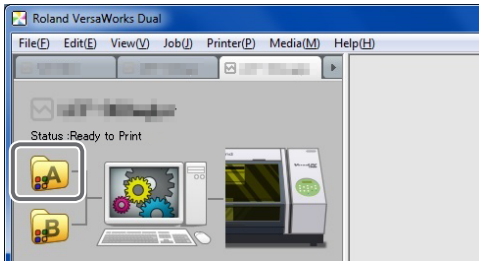 Roland VersaWorks Dual
File(F) Edit(E) View(V) Job(J) Printer(P) Media(M) Help(H)
Status :Ready to Print
A
B